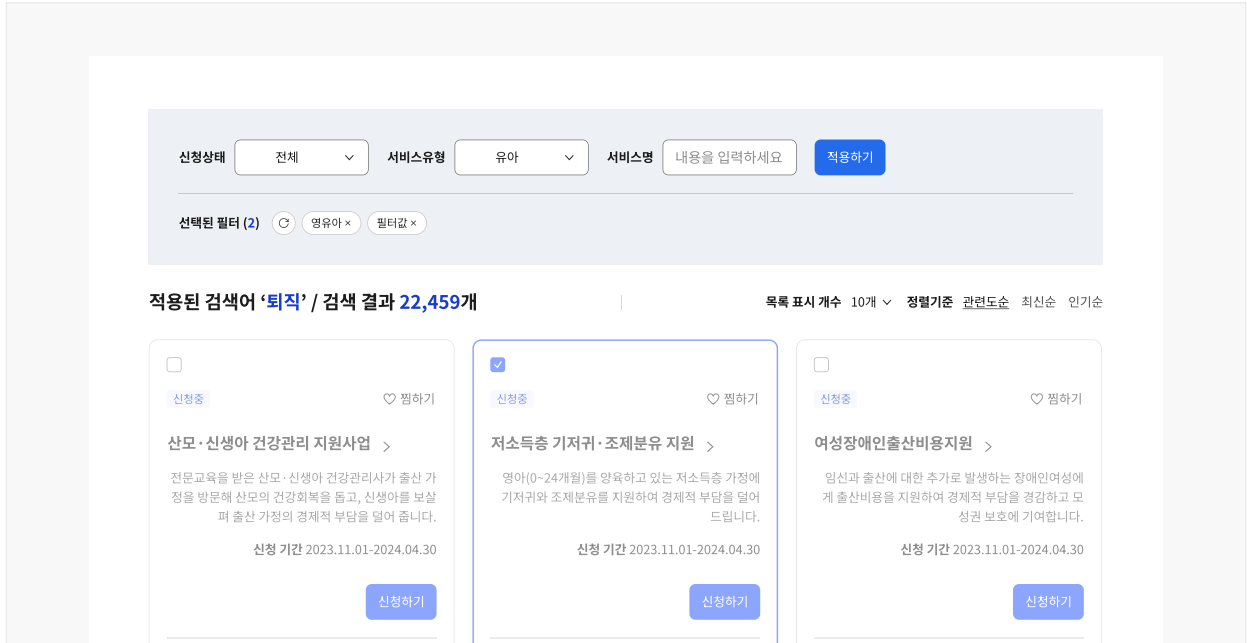 신청상태 전체 서비스유형 유아 서비스명 내용을 입력하세요 적용하기
선택된 필터 (2) 영유아 × 필터값 ×
적용된 검색어 ‘퇴직’ / 검색 결과 22,459개
목록 표시 개수 10개 정렬기준 관련도순 최신순 인기순
신청중 찜하기
산모·신생아 건강관리 지원사업
전문교육을 받은 산모·신생아 건강관리사가 출산 가
정을 방문해 산모의 건강회복을 돕고, 신생아를 보살
펴 출산 가정의 경제적 부담을 덜어 줍니다.
신청 기간 2023.11.01-2024.04.30
신청하기
신청중 찜하기
저소득층 기저귀·조제분유 지원
영아(0~24개월)를 양육하고 있는 저소득층 가정에
기저귀와 조제분유를 지원하여 경제적 부담을 덜어
드립니다.
신청 기간 2023.11.01-2024.04.30
신청하기
신청중 찜하기
여성장애인출산비용지원
임신과 출산에 대한 추가로 발생하는 장애인여성에
게 출산비용을 지원하여 경제적 부담을 경감하고 모
성권 보호에 기여합니다.
신청 기간 2023.11.01-2024.04.30
신청하기